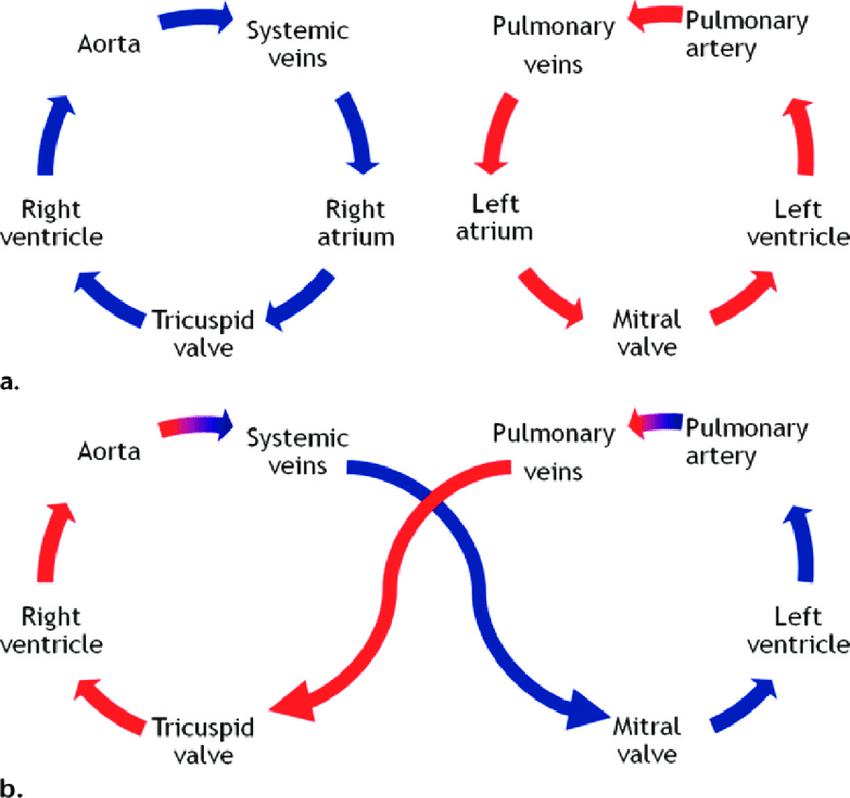 Aorta
Systemic
veins
Pulmonary
veins
Pulmonary
artery
Right
ventricle
Right
atrium
Left
atrium
Left
ventricle
Tricuspid
valve
Mitral
valve
a.
Aorta
Systemic
veins
Pulmonary
veins
Pulmonary
artery
Right
ventricle
Left
ventricle
Tricuspid
valve
Mitral
valve
b.